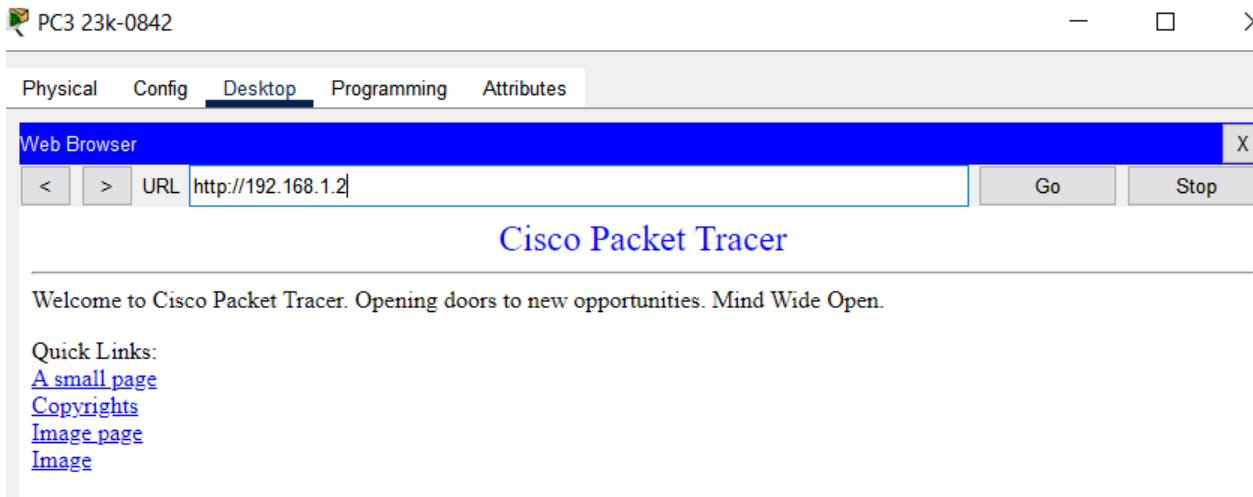 PC3 23k-0842
Physical Config Desktop Programming Attributes
Web Browser X
< > URL http://192.168.1.2 Go Stop
Cisco Packet Tracer
Welcome to Cisco Packet Tracer. Opening doors to new opportunities. Mind Wide Open.
Quick Links:
A small page
Copyrights
Image page
Image